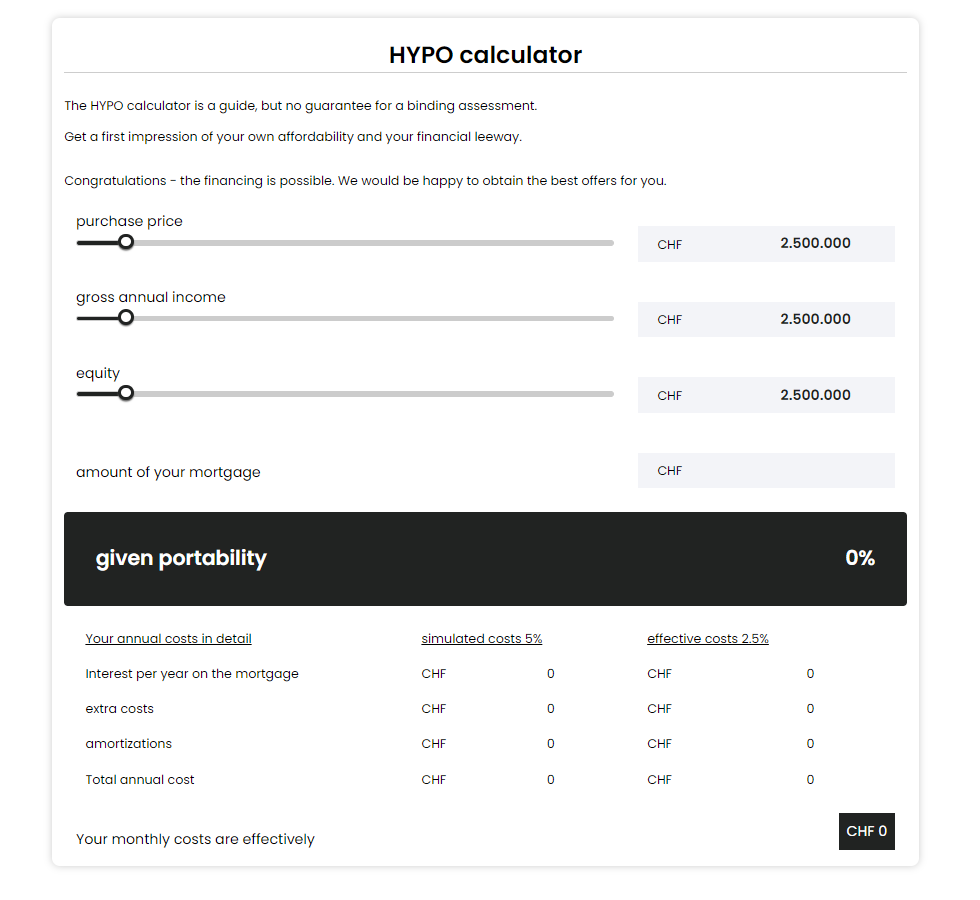 HYPO calculator
The HYPO calculator is a guide, but no guarantee for a binding assessment.
Get a first impression of your own affordability and your financial leeway.
Congratulations - the financing is possible. We would be happy to obtain the best offers for you.
purchase price
CHF 2.500.000
gross annual income
CHF 2.500.000
equity
CHF 2.500.000
amount of your mortgage CHF
given portability 0%
Your annual costs in detail simulated costs 5% effective costs 2.5%
Interest per year on the mortgage CHF 0 CHF 0
extra costs CHF 0 CHF 0
amortizations CHF 0 CHF 0
Total annual cost CHF 0 CHF 0
Your monthly costs are effectively CHF 0